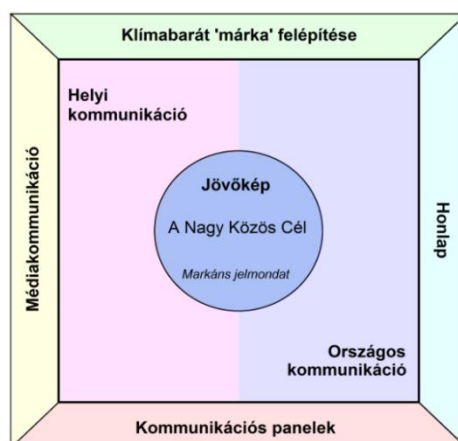 Klímabarát 'márka' felépítése
Helyi
kommunikáció
Médiakommunikáció
Jövőkép
A Nagy Közös Cél
Markáns jelmondat
Honlap
Országos
kommunikáció
Kommunikációs panelek